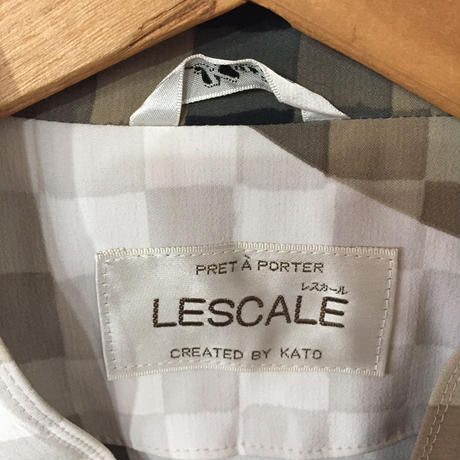 PRET À PORTER
レスカール
LESCALE
CREATED BY KATO